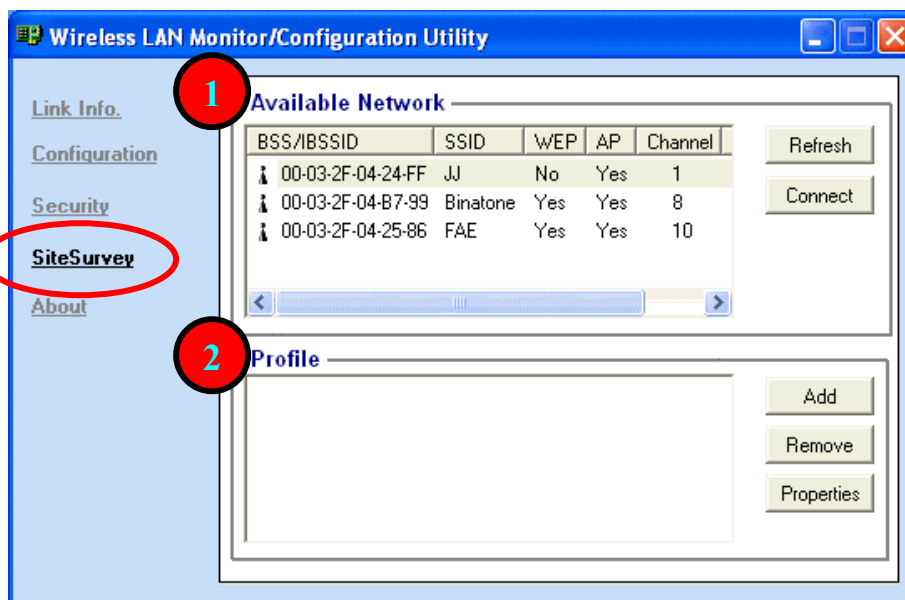 Wireless LAN Monitor/Configuration Utility
Link Info.
Configuration
Security
SiteSurvey
About
1
Available Network
BSS/IBSSID SSID WEP AP Channel
00-03-2F-04-24-FF JJ No Yes 1
00-03-2F-04-B7-99 Binatone Yes Yes 8
00-03-2F-04-25-86 FAE Yes Yes 10
Refresh
Connect
2
Profile
Add
Remove
Properties